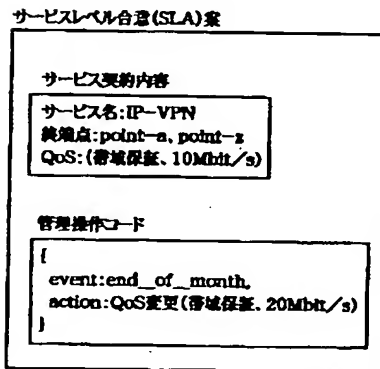 サービスレベル合意(SLA)案
サービス契約内容
サービス名:IP-VPN
終端点:point-a、point-z
QoS:(帯域保証、10Mbit/s)
管理操作コード
{
event:end_of_month,
action:QoS変更(帯域保証、20Mbit/s)
}